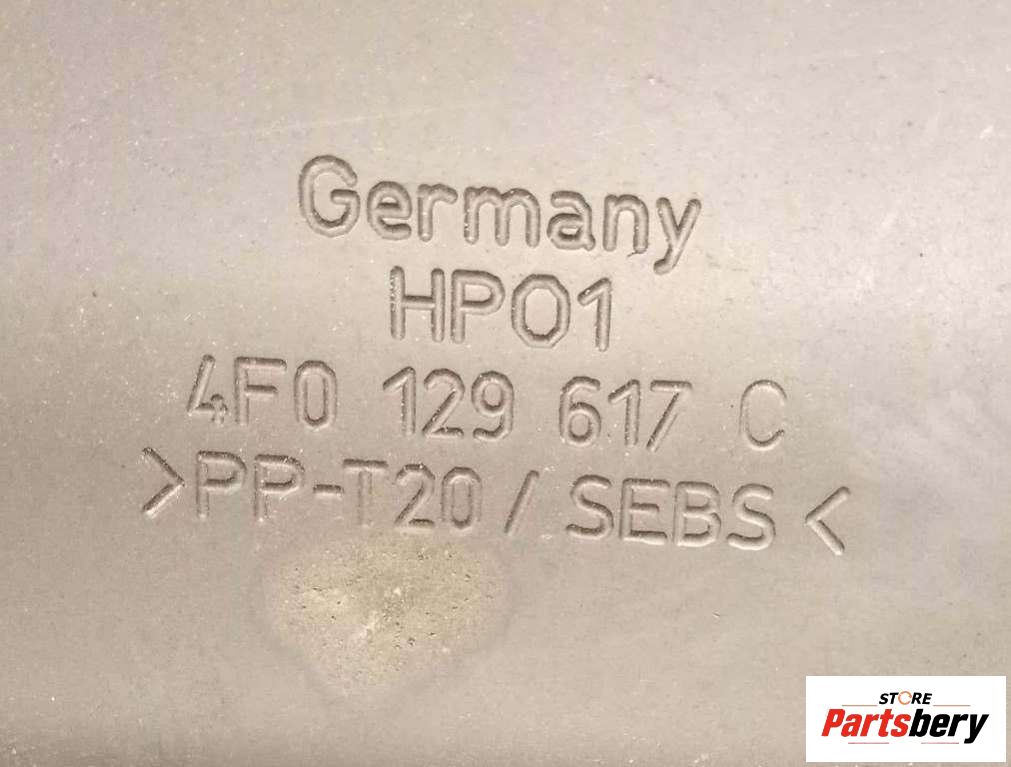 Germany
HP01
4F0 129 617 C
>PP-T20/SEBS<
STORE
Partsbery